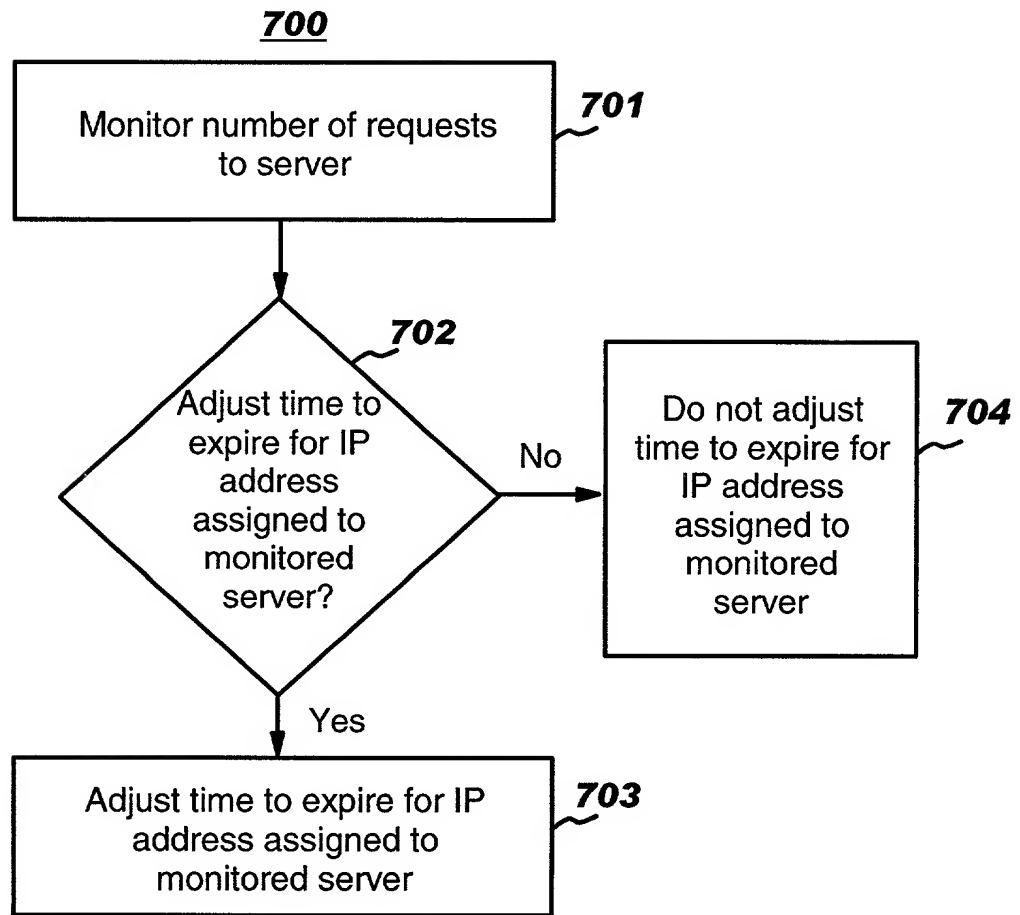 700
Monitor number of requests
to server
701
702
Adjust time to
expire for IP
address
assigned to
monitored
server?
No
Do not adjust
time to expire for
IP address
assigned to
monitored
server
704
Yes
Adjust time to expire for IP
address assigned to
monitored server
703